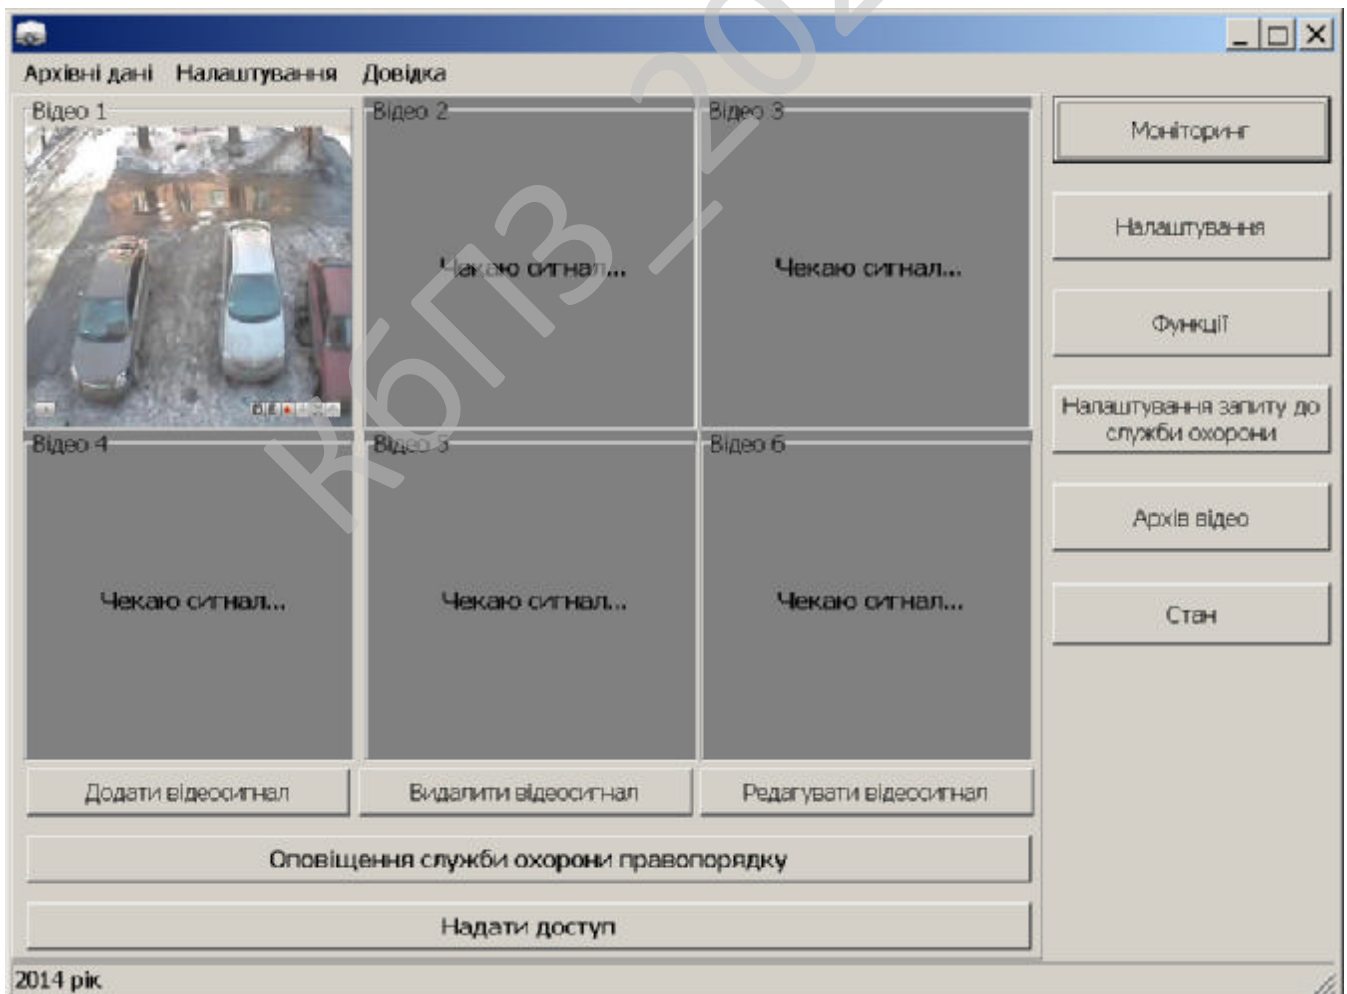 Архівні дані Налаштування Довідка
Відео 1
Відео 2
Відео 3
Моніторинг
Налаштування
Чекаю сигнал...
Чекаю сигнал...
Функції
Налаштування запиту до
служби охорони
Відео 4
Відео 5
Відео 6
Архів відео
Чекаю сигнал...
Чекаю сигнал...
Чекаю сигнал...
Стан
Додати відеосигнал
Видалити відеосигнал
Редагувати відеосигнал
Оповіщення служби охорони правопорядку
Надати доступ
2014 рік
КбПЗ_202